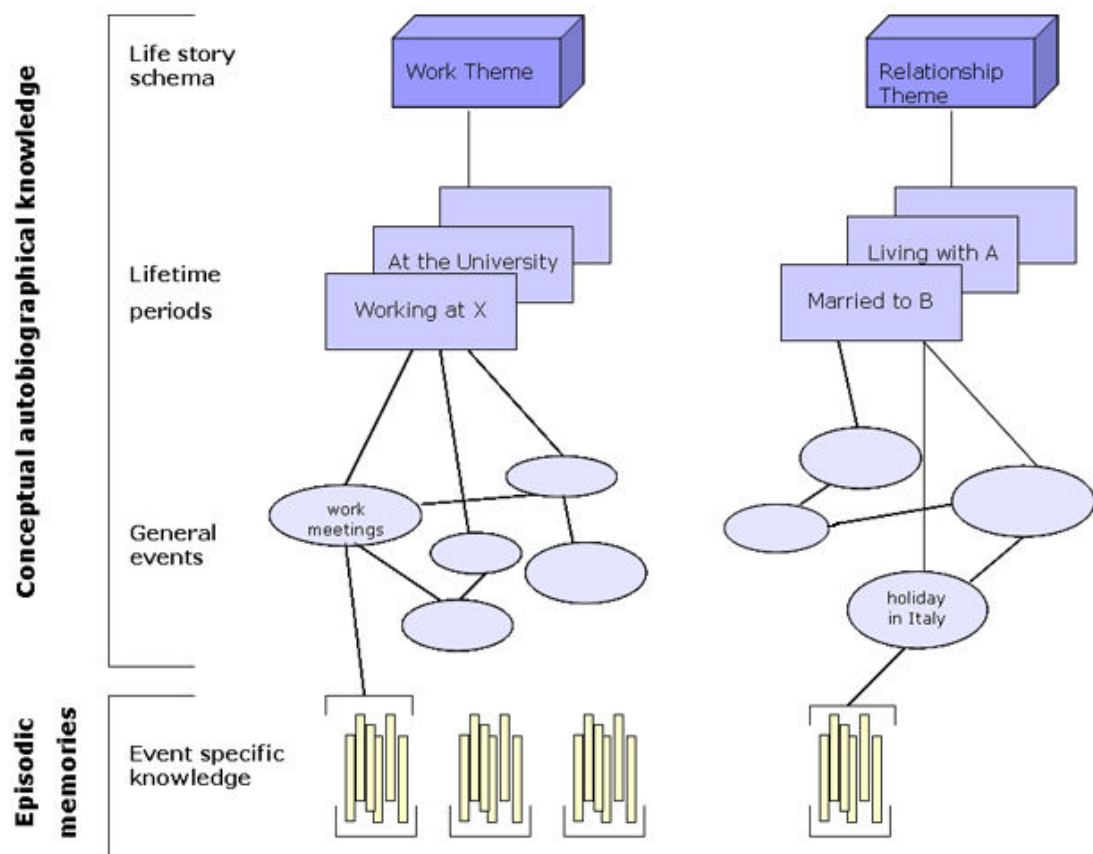 Conceptual autobiographical knowledge
Life story
schema
Work Theme
Relationship
Theme
Lifetime
periods
At the University
Working at X
Living with A
Married to B
General
events
work
meetings
holiday
in Italy
Episodic
memories
Event specific
knowledge